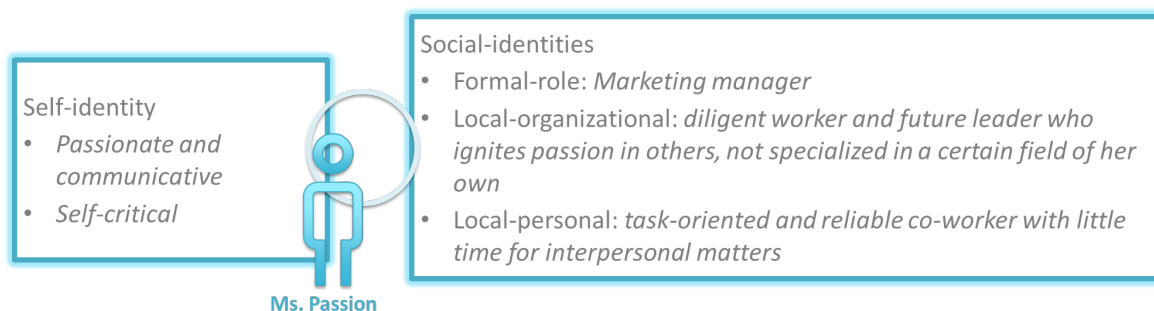 Self-identity
• Passionate and
communicative
• Self-critical
Social-identities
• Formal-role: Marketing manager
• Local-organizational: diligent worker and future leader who
ignites passion in others, not specialized in a certain field of her
own
• Local-personal: task-oriented and reliable co-worker with little
time for interpersonal matters
Ms. Passion